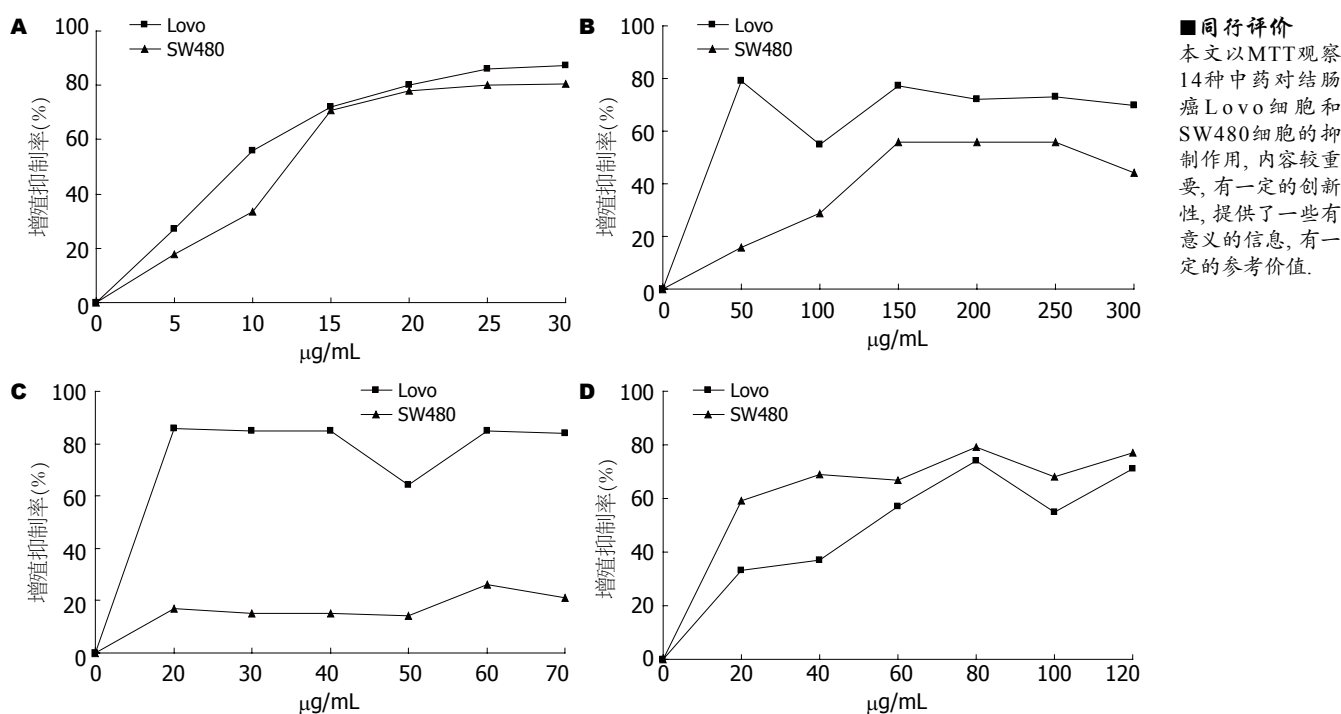 A
100
80
60
40
20
0
增殖抑制率(%)
Lovo
SW480
0 5 10 15 20 25 30
μg/mL
B
100
80
60
40
20
0
增殖抑制率(%)
Lovo
SW480
0 50 100 150 200 250 300
μg/mL
■同行评价
本文以MTT观察
14种中药对结肠
癌Lovo细胞和
SW480细胞的抑
制作用, 内容较重
要, 有一定的创新
性, 提供了一些有
意义的信息, 有一
定的参考价值.
C
100
80
60
40
20
0
增殖抑制率(%)
Lovo
SW480
0 20 30 40 50 60 70
μg/mL
D
100
80
60
40
20
0
增殖抑制率(%)
Lovo
SW480
0 20 40 60 80 100 120
μg/mL